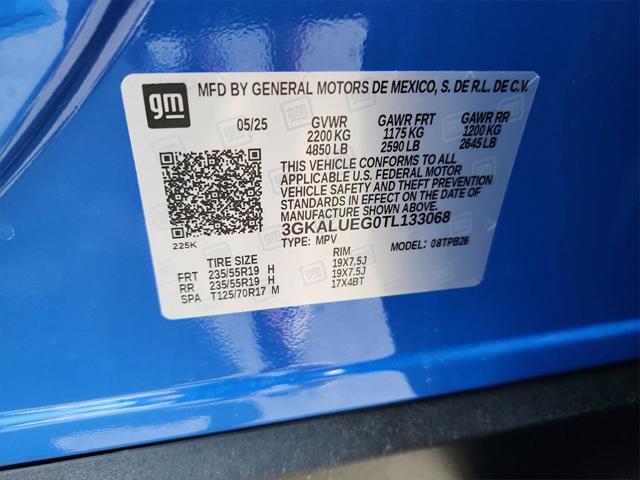 gm
MFD BY GENERAL MOTORS DE MEXICO, S. DE R.L. DE C.V.
05/25 GVWR GAWR FRT GAWR RR
2200 KG 1175 KG 1200 KG
4850 LB 2590 LB 2645 LB
THIS VEHICLE CONFORMS TO ALL
APPLICABLE U.S. FEDERAL MOTOR
VEHICLE SAFETY AND THEFT PREVENTION
STANDARDS IN EFFECT ON THE DATE OF
MANUFACTURE SHOWN ABOVE.
3GKALUEG0TL133068
225K TYPE: MPV MODEL: 08TPB26
TIRE SIZE RIM
FRT 235/55R19 H 19X7.5J
RR 235/55R19 H 19X7.5J
SPA T125/70R17 M 17X4BT